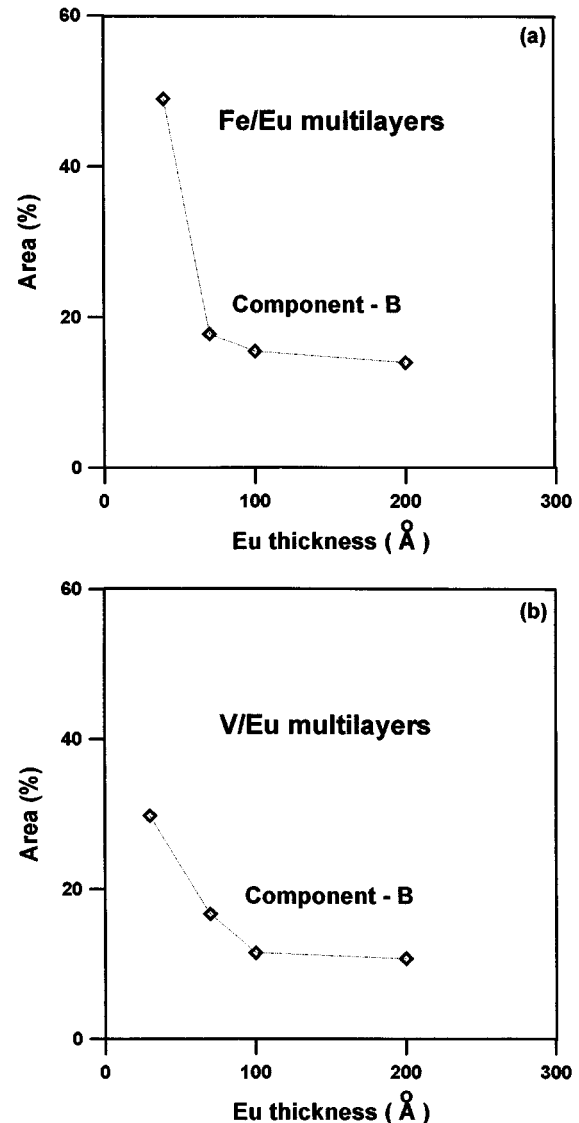 60
(a)
Fe/Eu multilayers
40
Area (%)
Component - B
20
0
0 100 200 300
Eu thickness ( Å )
60
(b)
V/Eu multilayers
40
Area (%)
Component - B
20
0
0 100 200 300
Eu thickness ( Å )